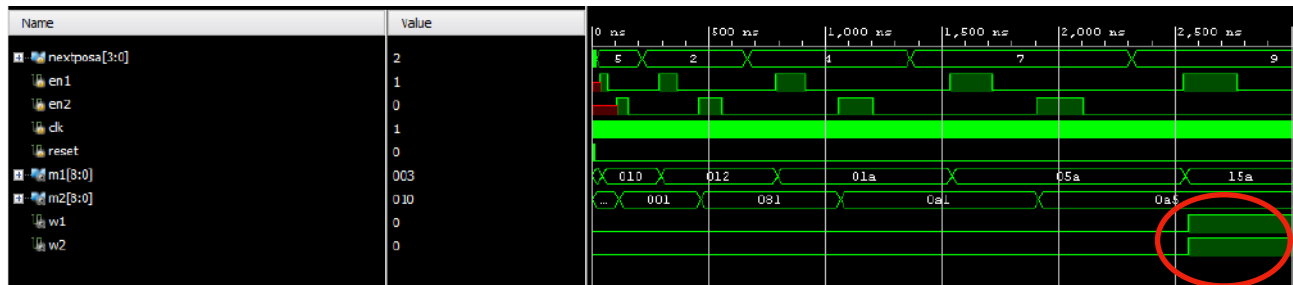 Name Value
0 ns 500 ns 1,000 ns 1,500 ns 2,000 ns 2,500 ns
nextposa[3:0] 2 5 2 4 7 9
en1 1
en2 0
clk 1
reset 0
m1[8:0] 003 010 012 01a 05a 15a
m2[8:0] 010 ... 001 081 0a1 0a5
w1 0
w2 0